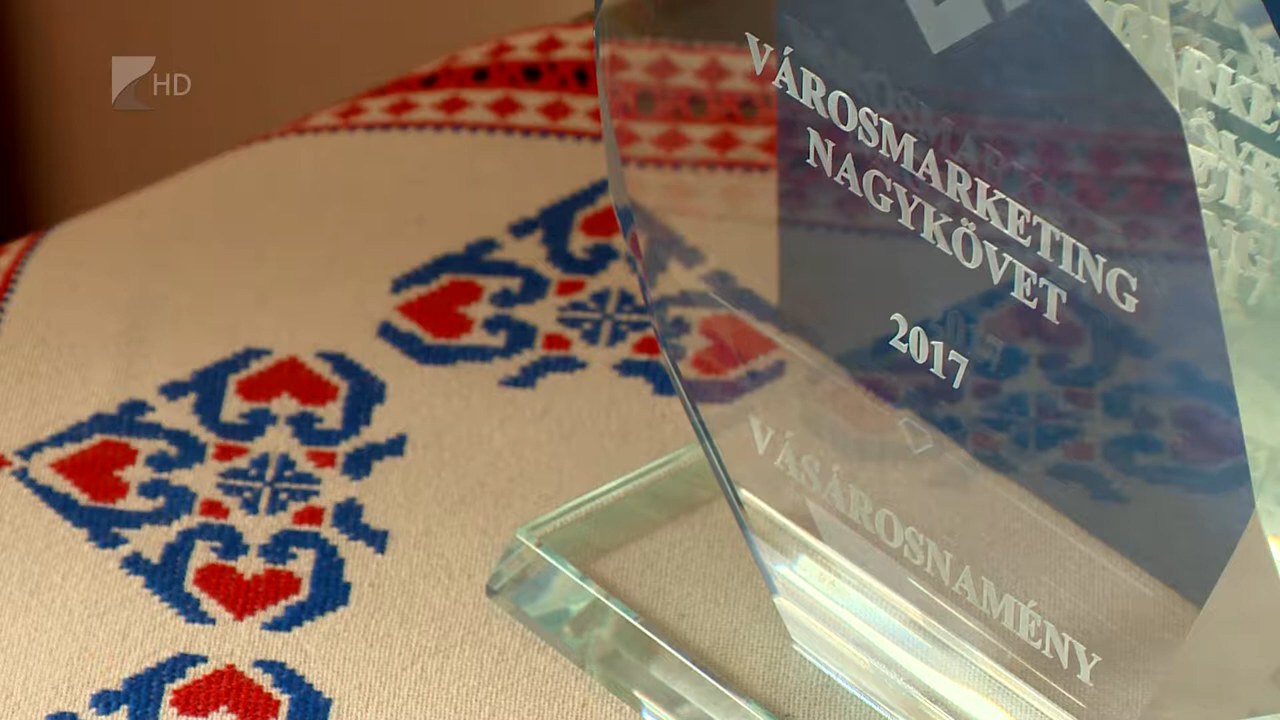 HD
VÁROSMARKETING
NAGYKÖVET
2017
VÁSÁROSNAMÉNY